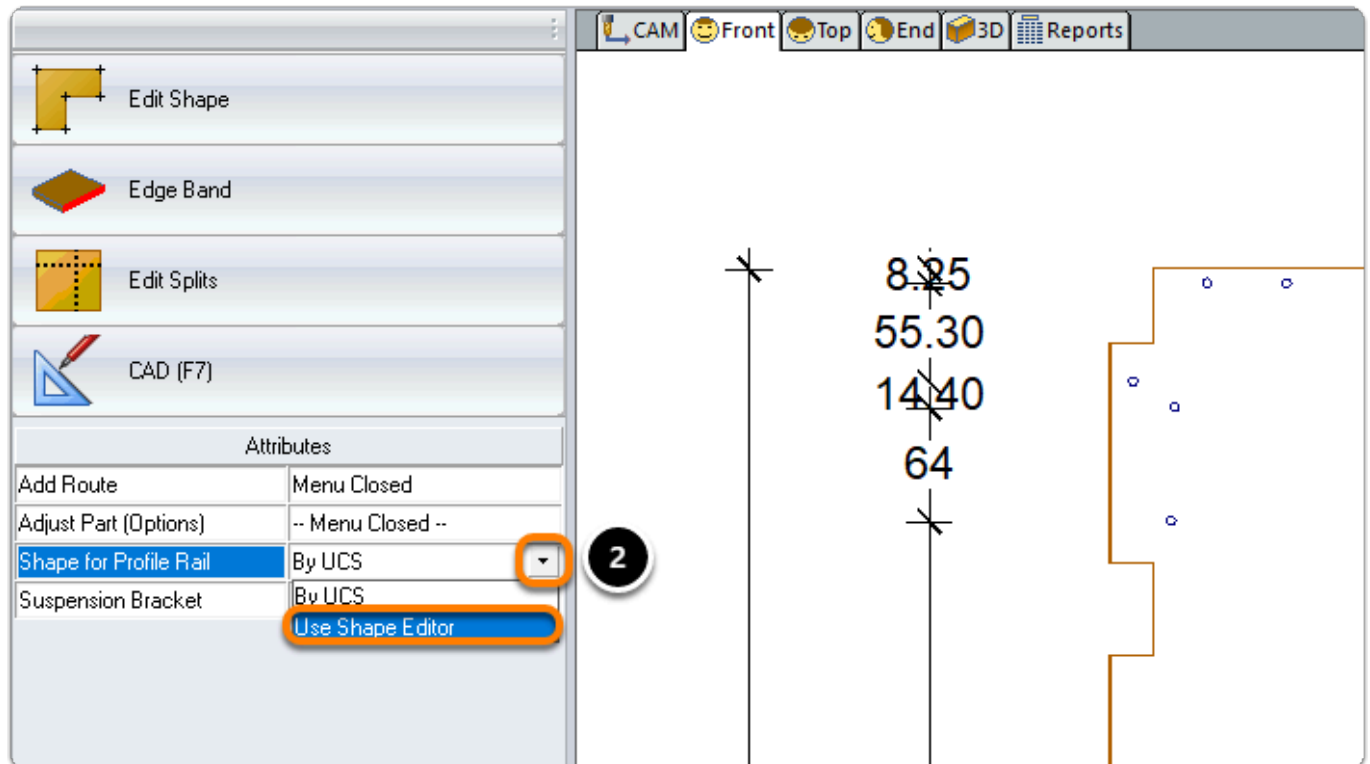 CAM Front Top End 3D Reports
Edit Shape
Edge Band
Edit Splits
CAD (F7)
Attributes
Add Route Menu Closed
Adjust Part (Options) -- Menu Closed --
Shape for Profile Rail By UCS
2
Suspension Bracket By UCS
Use Shape Editor
8.25
55.30
14.40
64